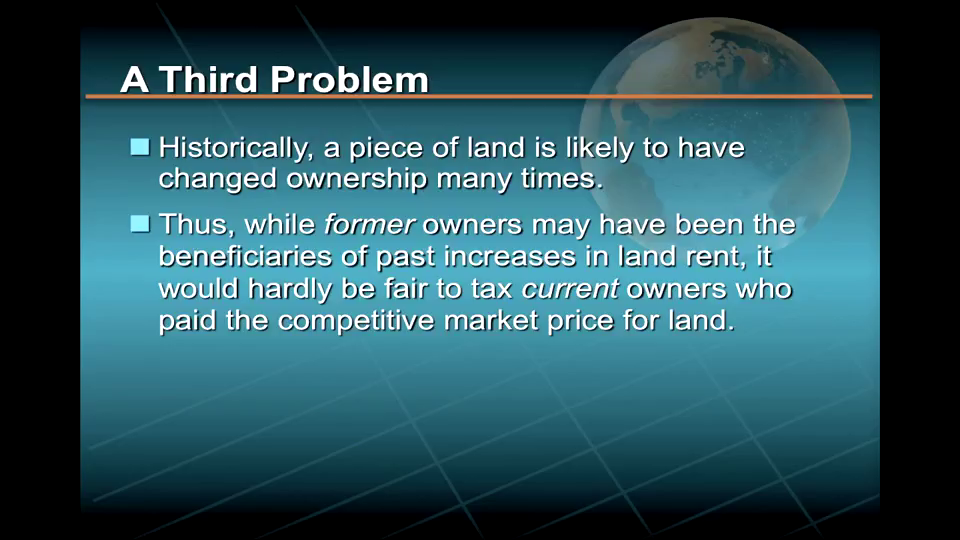 A Third Problem
Historically, a piece of land is likely to have
changed ownership many times.
Thus, while former owners may have been the
beneficiaries of past increases in land rent, it
would hardly be fair to tax current owners who
paid the competitive market price for land.